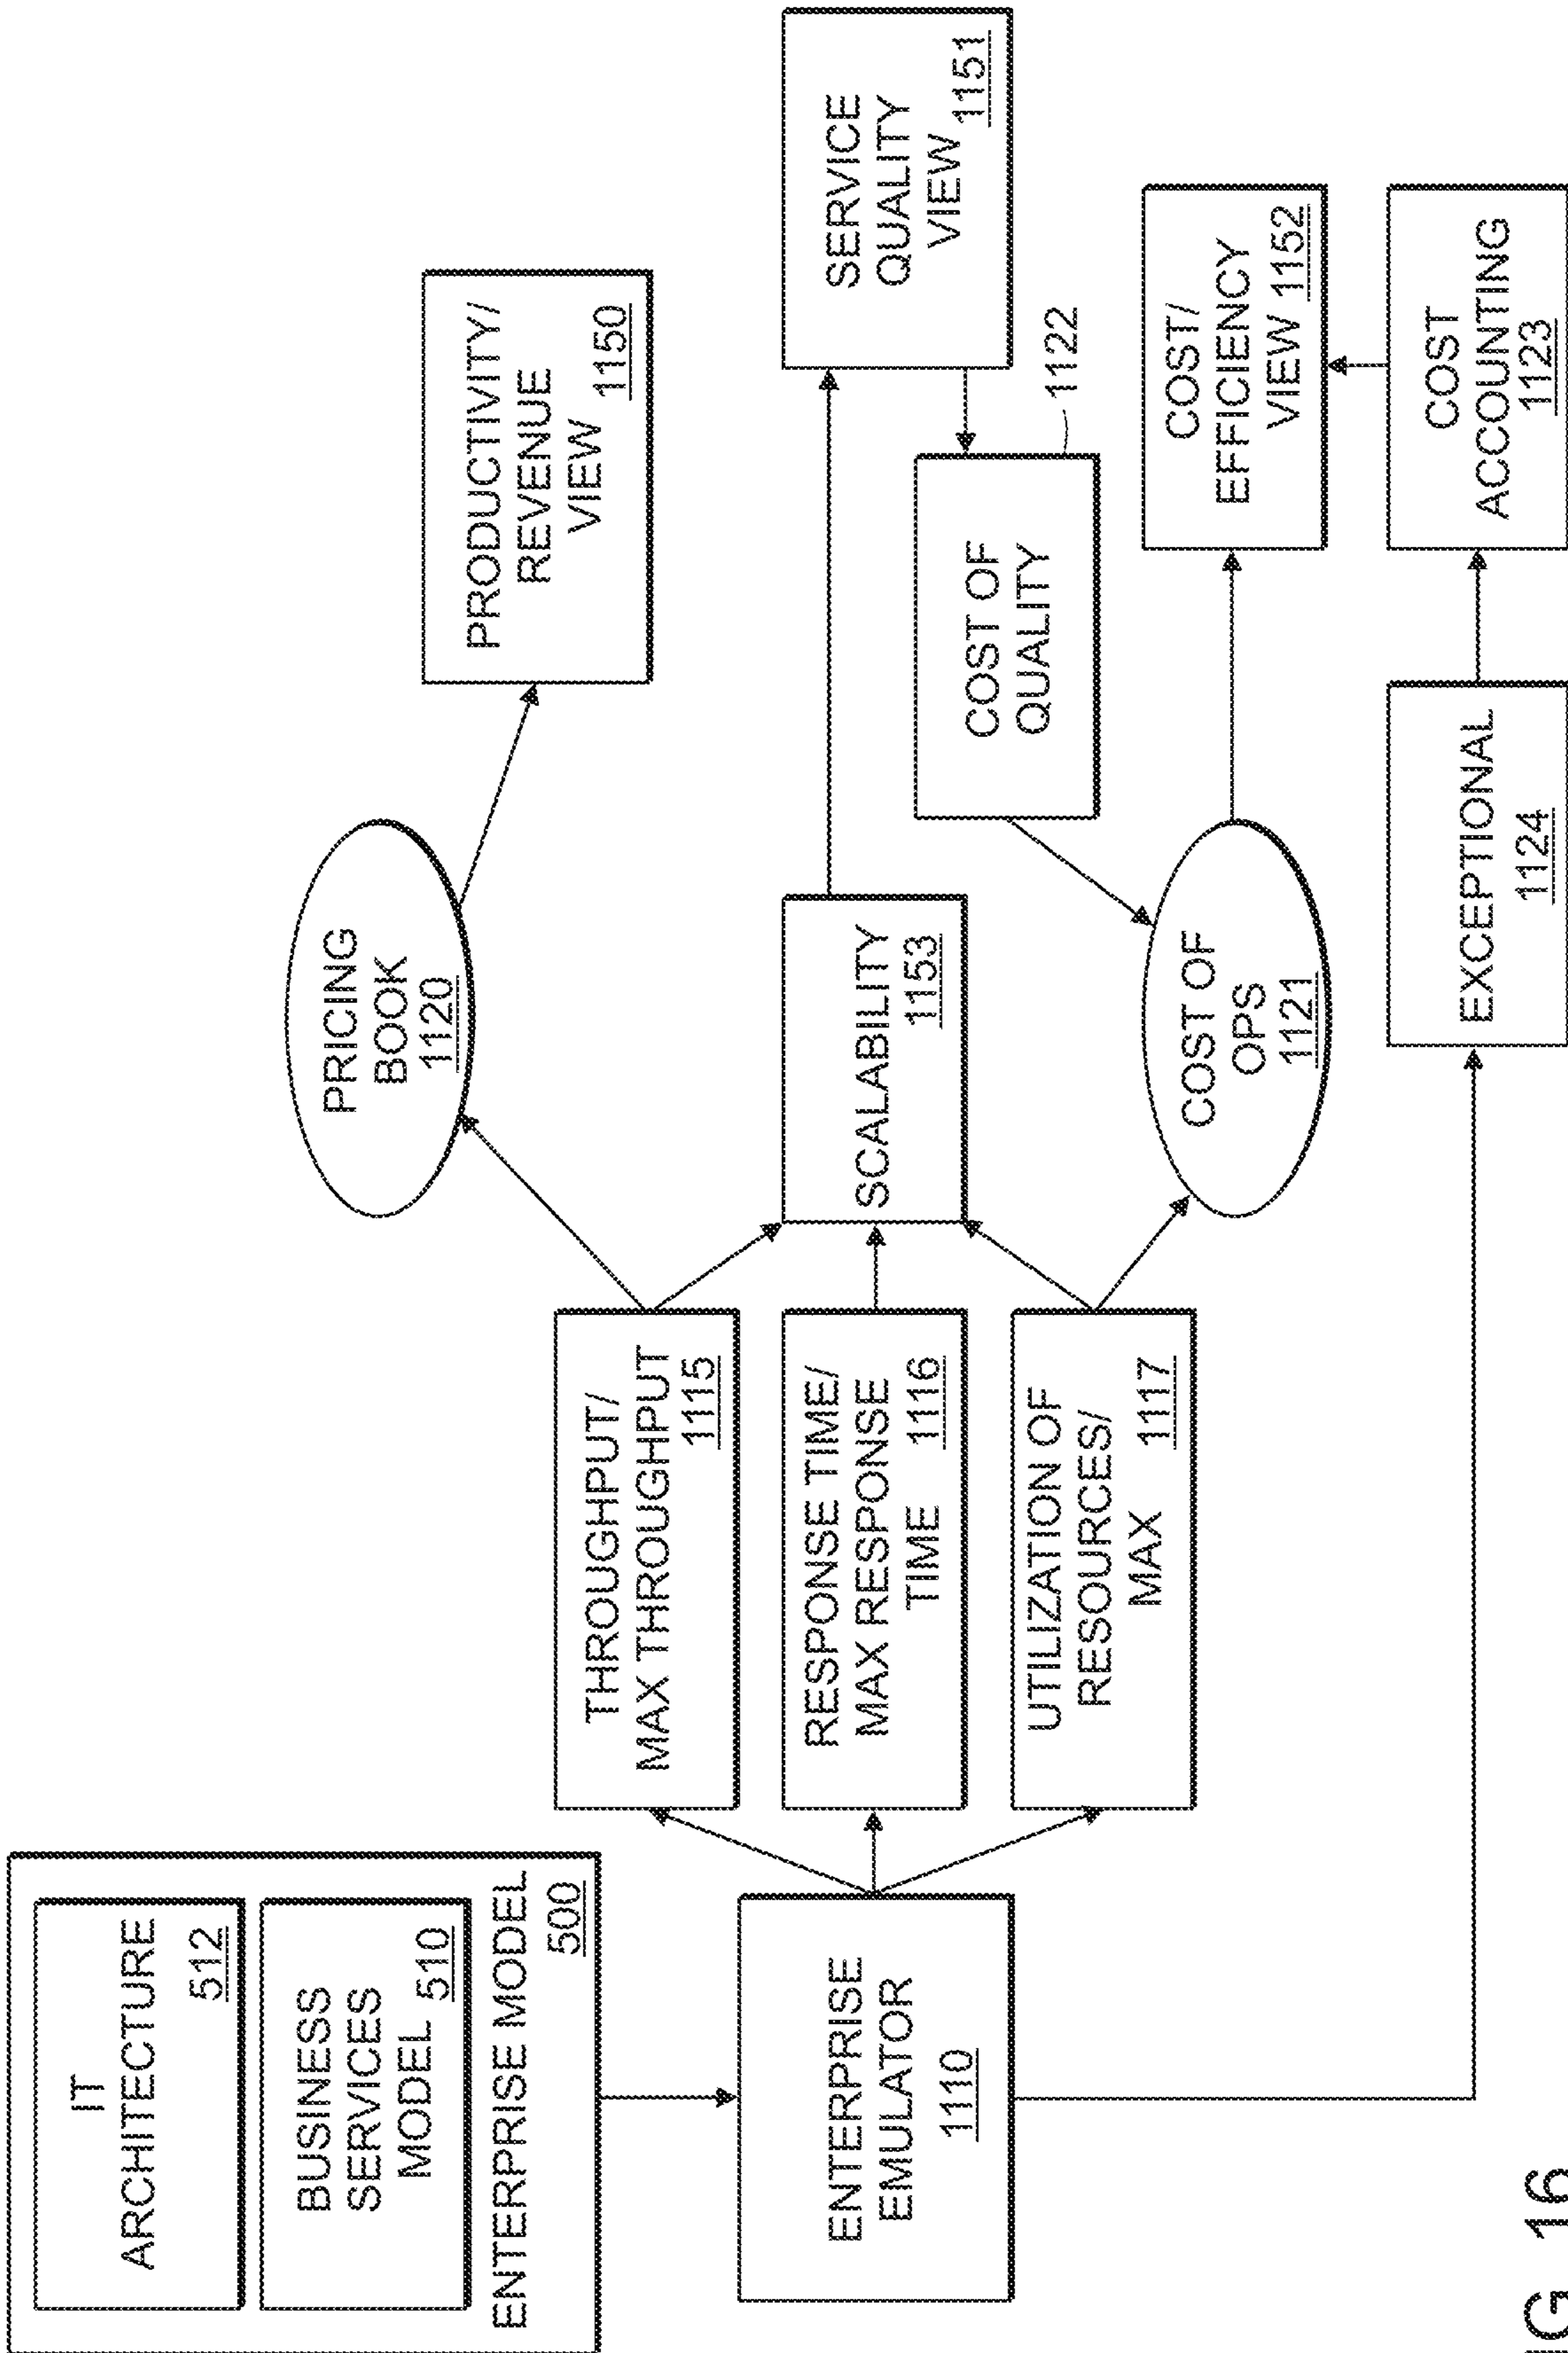 IT
ARCHITECTURE
512
BUSINESS
SERVICES
MODEL 510
ENTERPRISE MODEL
500
ENTERPRISE
EMULATOR
1110
THROUGHPUT/
MAX THROUGHPUT
1115
RESPONSE TIME/
MAX RESPONSE
TIME 1116
UTILIZATION OF
RESOURCES/
MAX 1117
PRICING
BOOK
1120
SCALABILITY
1153
COST OF
OPS
1121
EXCEPTIONAL
1124
PRODUCTIVITY/
REVENUE
VIEW 1150
COST OF
QUALITY
1122
SERVICE
QUALITY
VIEW 1151
COST/
EFFICIENCY
VIEW 1152
COST
ACCOUNTING
1123
IG 16